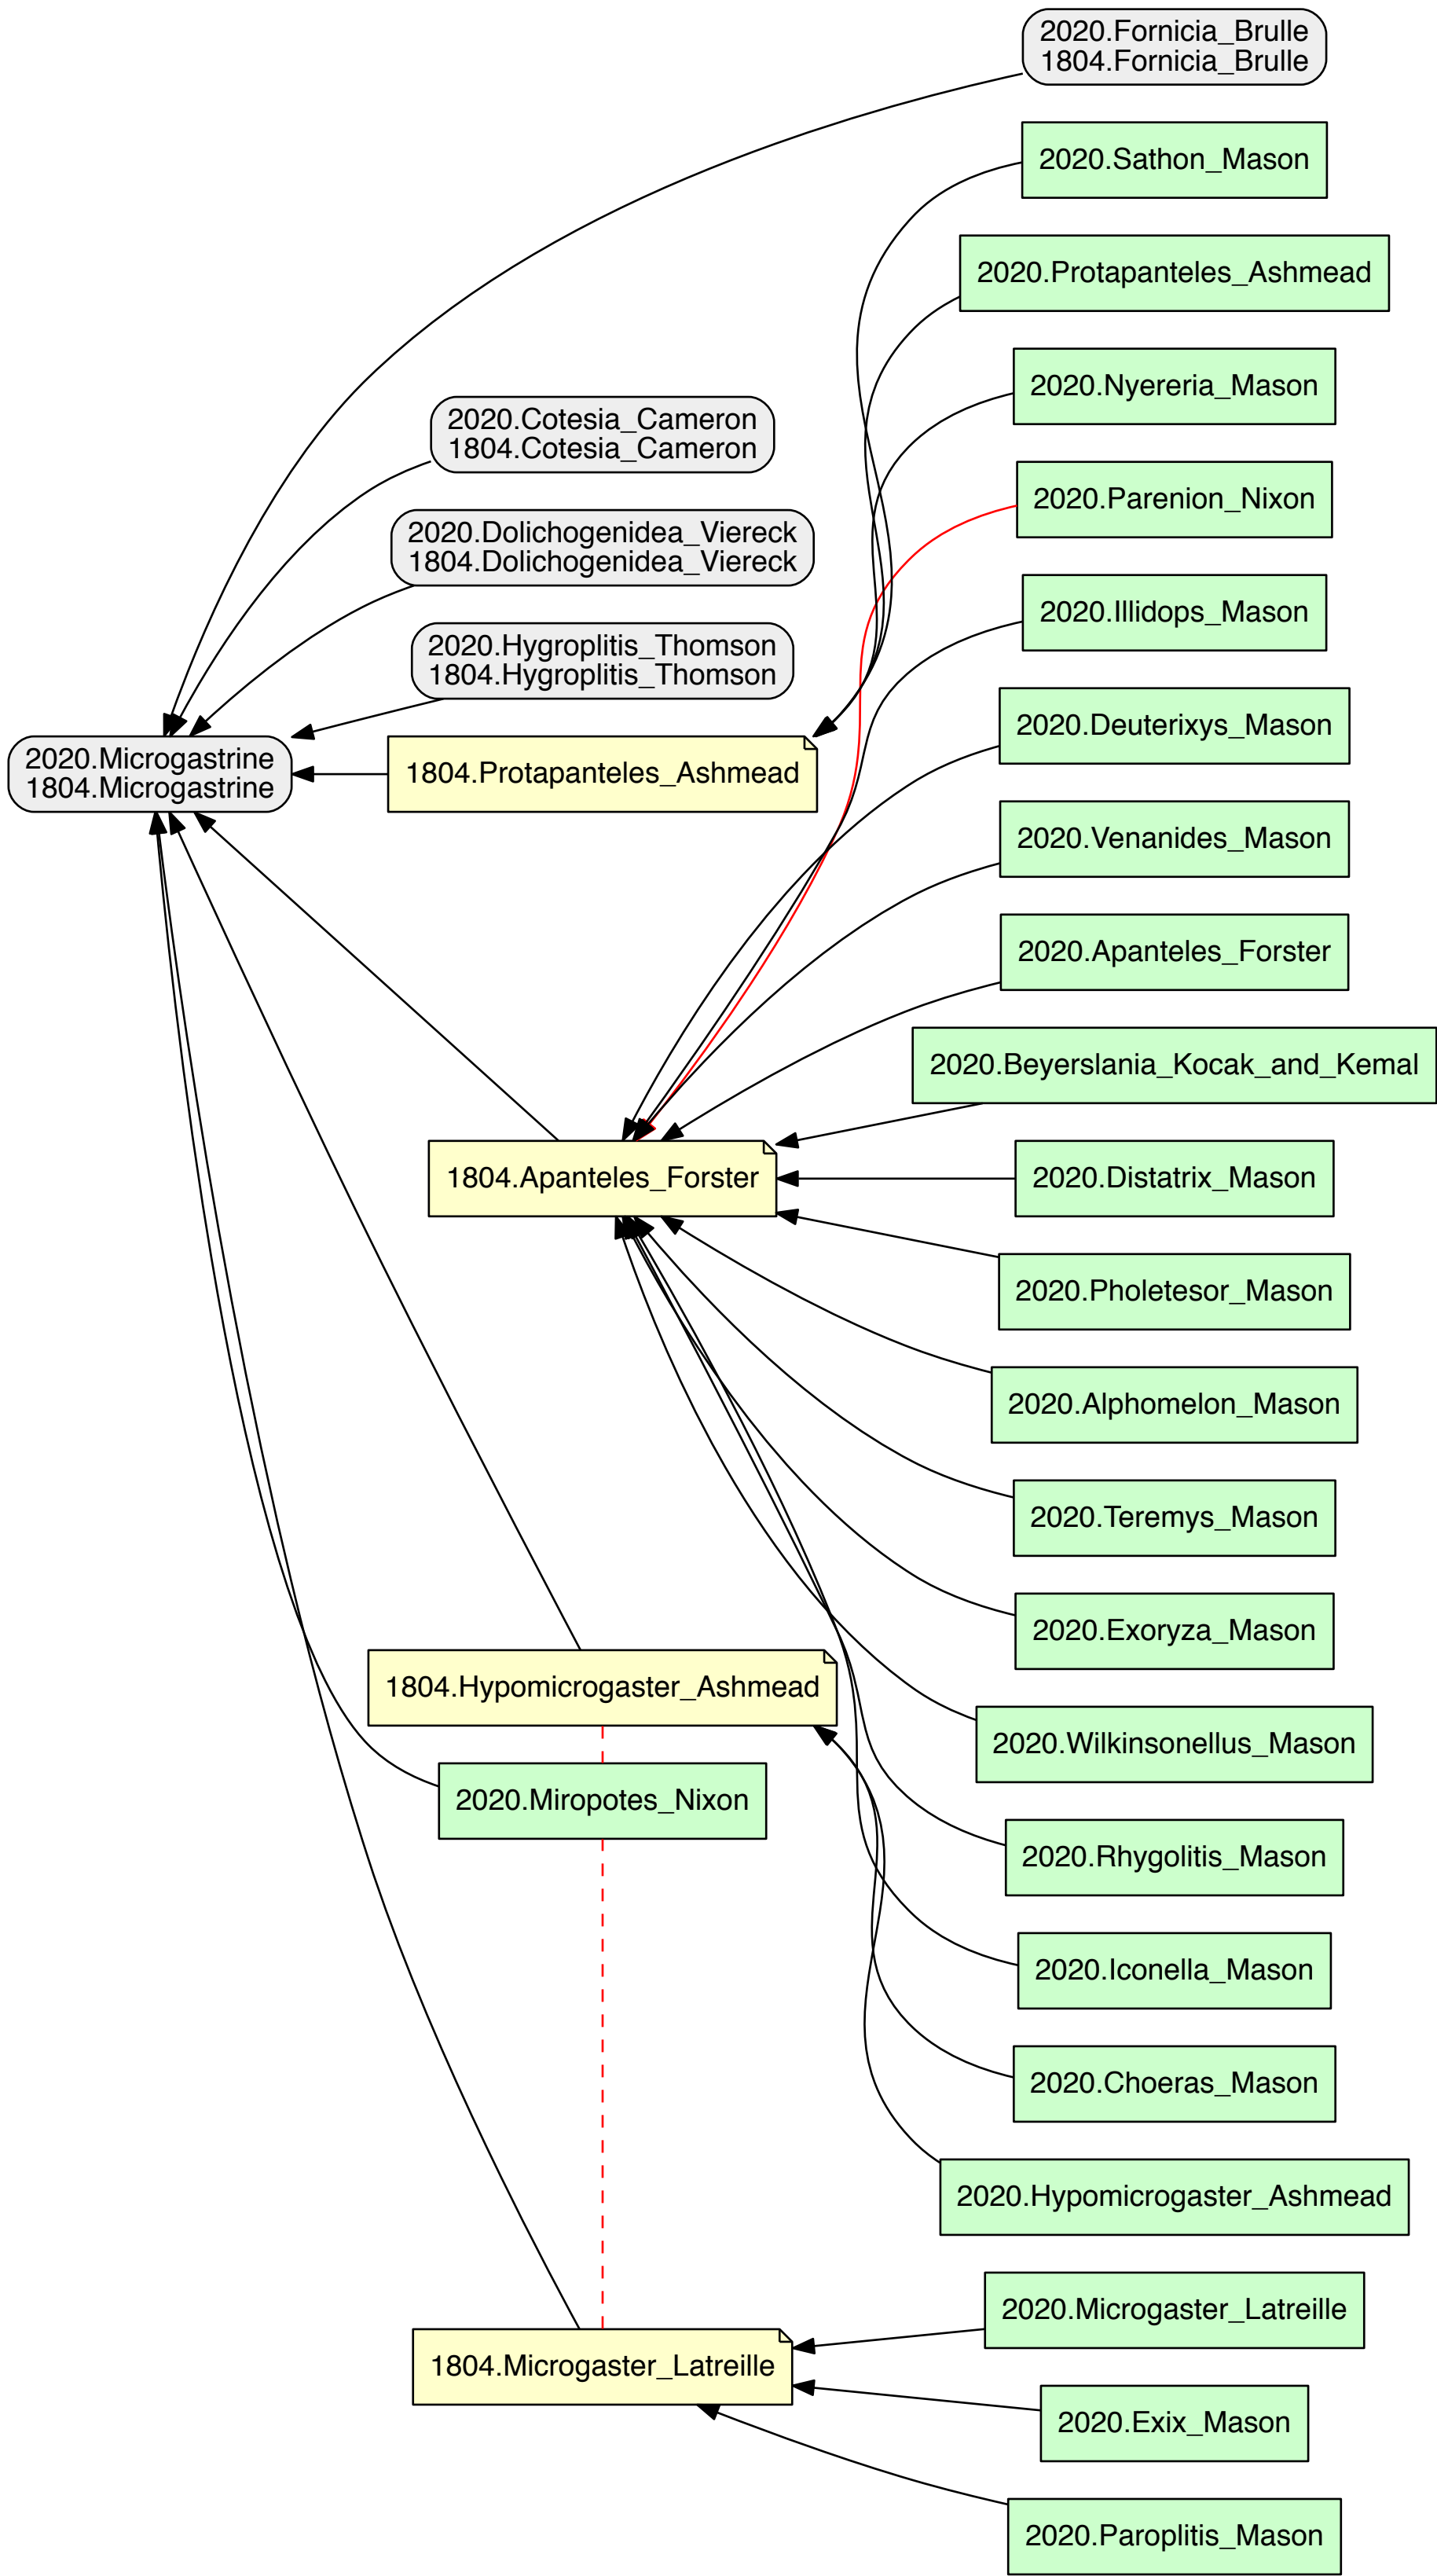 2020.Fornicia_Brulle
1804.Fornicia_Brulle
2020.Sathon_Mason
2020.Protapanteles_Ashmead
2020.Nyereria_Mason
2020.Cotesia_Cameron
1804.Cotesia_Cameron
2020.Parenion_Nixon
2020.Dolichogenidea_Viereck
1804.Dolichogenidea_Viereck
2020.Illidops_Mason
2020.Hygroplitis_Thomson
1804.Hygroplitis_Thomson
2020.Deuterixys_Mason
2020.Microgastrine
1804.Microgastrine
1804.Protapanteles_Ashmead
2020.Venanides_Mason
2020.Apanteles_Forster
2020.Beyerslania_Kocak_and_Kemal
1804.Apanteles_Forster
2020.Distatrix_Mason
2020.Pholetesor_Mason
2020.Alphomelon_Mason
2020.Teremys_Mason
2020.Exoryza_Mason
1804.Hypomicrogaster_Ashmead
2020.Wilkinsonellus_Mason
2020.Miropotes_Nixon
2020.Rhygolitis_Mason
2020.Iconella_Mason
2020.Choeras_Mason
2020.Hypomicrogaster_Ashmead
2020.Microgaster_Latreille
1804.Microgaster_Latreille
2020.Exix_Mason
2020.Paroplitis_Mason